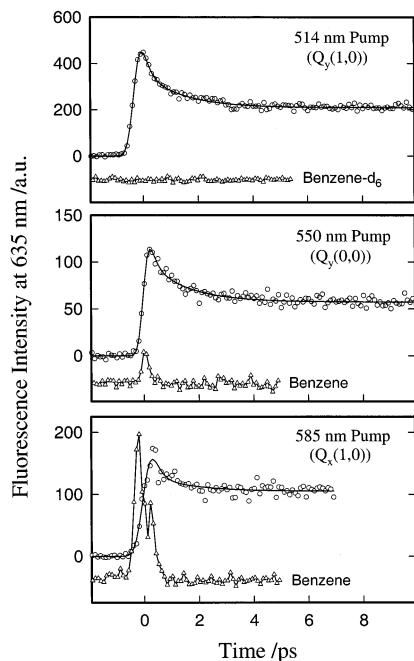 Fluorescence Intensity at 635 nm /a.u.
600
400
200
0
514 nm Pump
(Qy(1,0))
Benzene-d6
150
100
50
0
550 nm Pump
(Qy(0,0))
Benzene
200
100
0
585 nm Pump
(Qx(1,0))
Benzene
0 2 4 6 8 10
Time /ps